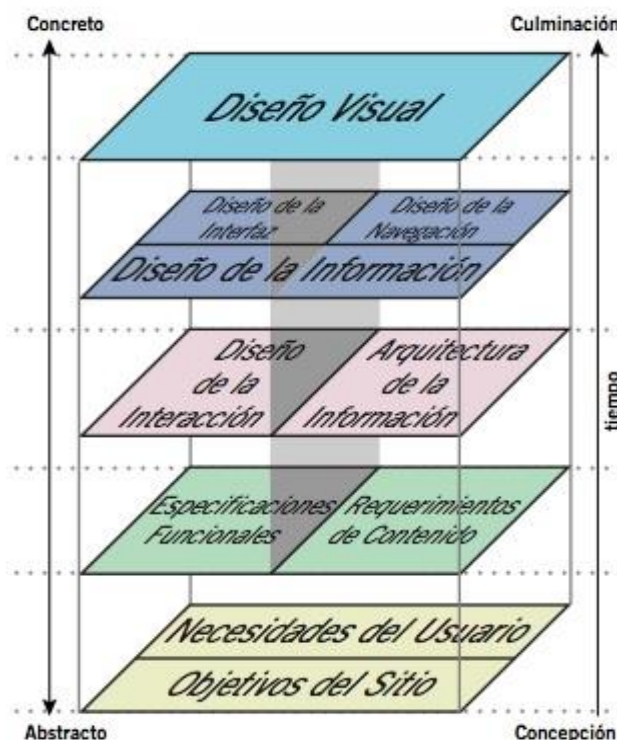 Concreto
Culminación
Diseño Visual
Diseño de la
Interfaz
Diseño de la
Navegación
Diseño de la Información
Diseño
de la
Interacción
Arquitectura
de la
Información
tiempo
Especificaciones
Funcionales
Requerimientos
de Contenido
Necesidades del Usuario
Objetivos del Sitio
Abstracto
Concepción